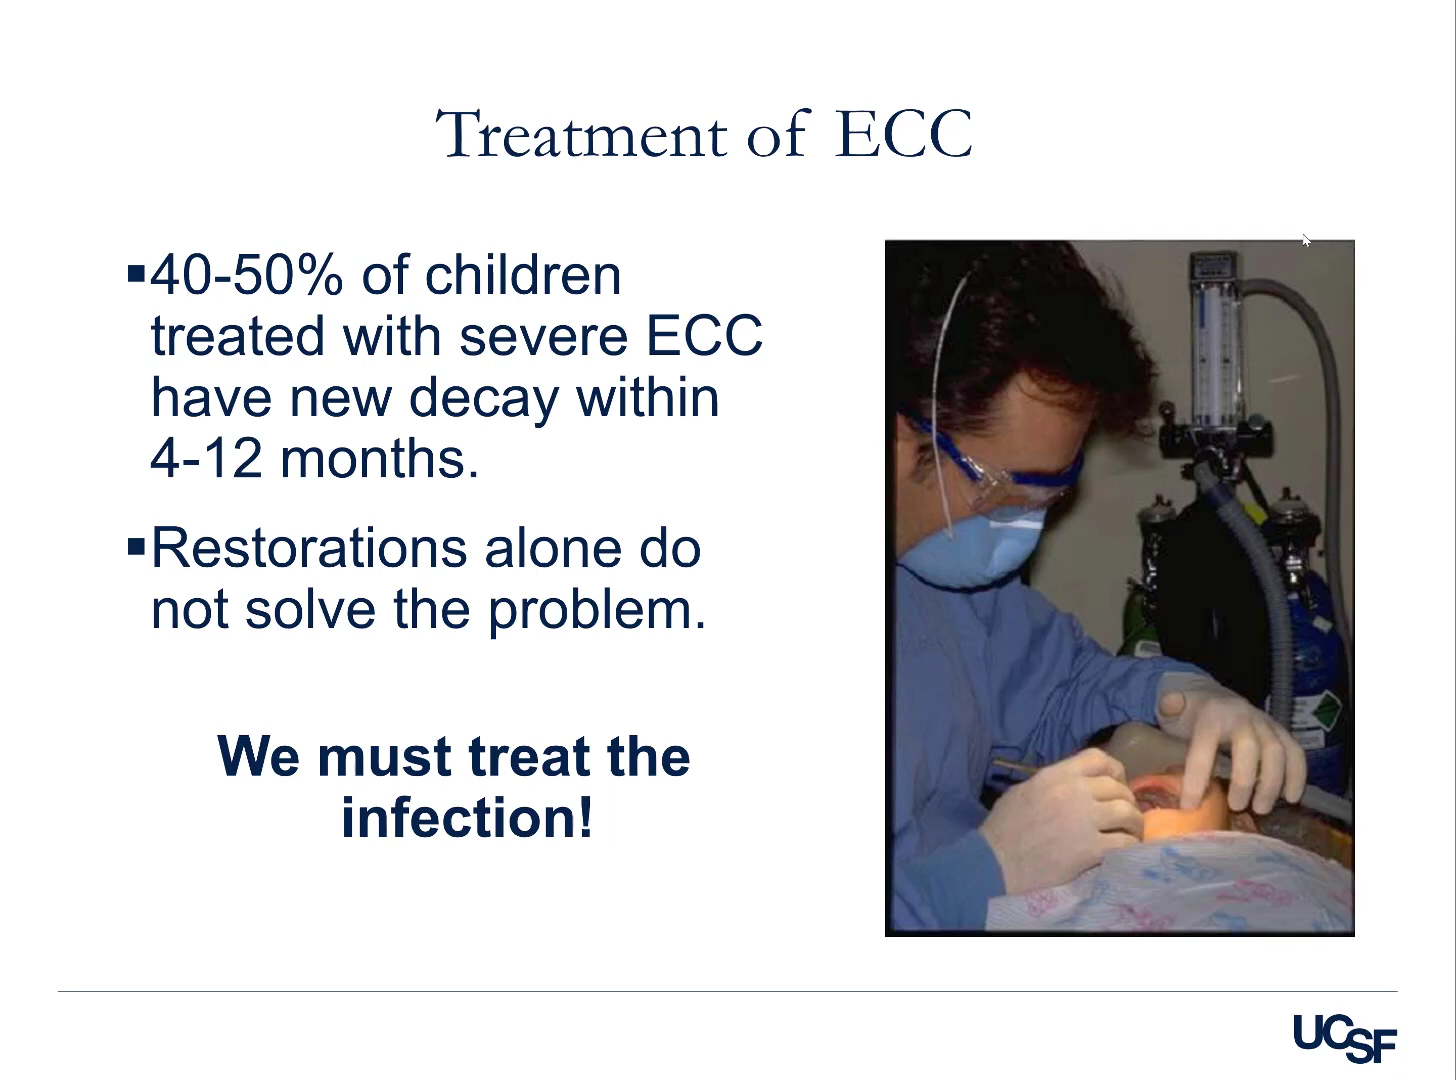 Treatment of ECC
▪40-50% of children
treated with severe ECC
have new decay within
4-12 months.
▪Restorations alone do
not solve the problem.
We must treat the
infection!
UCSF